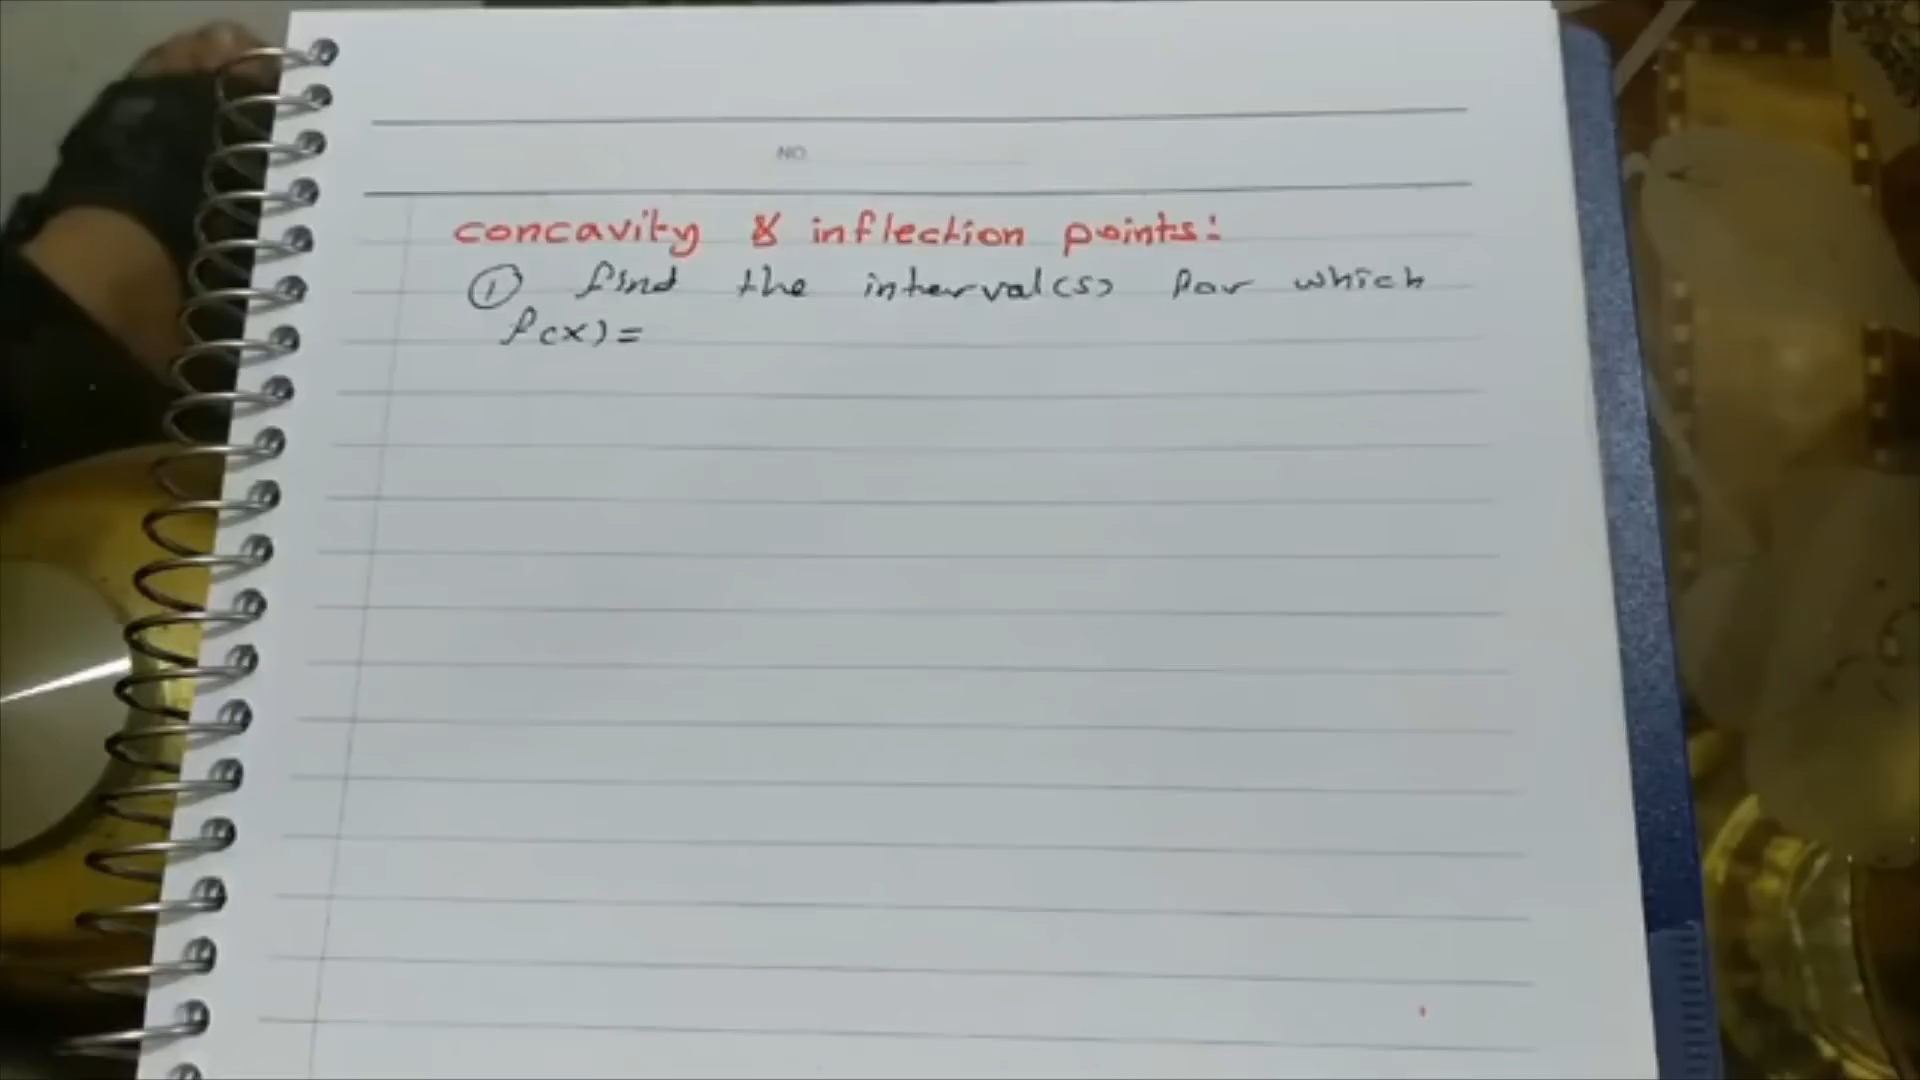 NO
concavity & inflection points:
① find the interval(s) for which
f(x)=